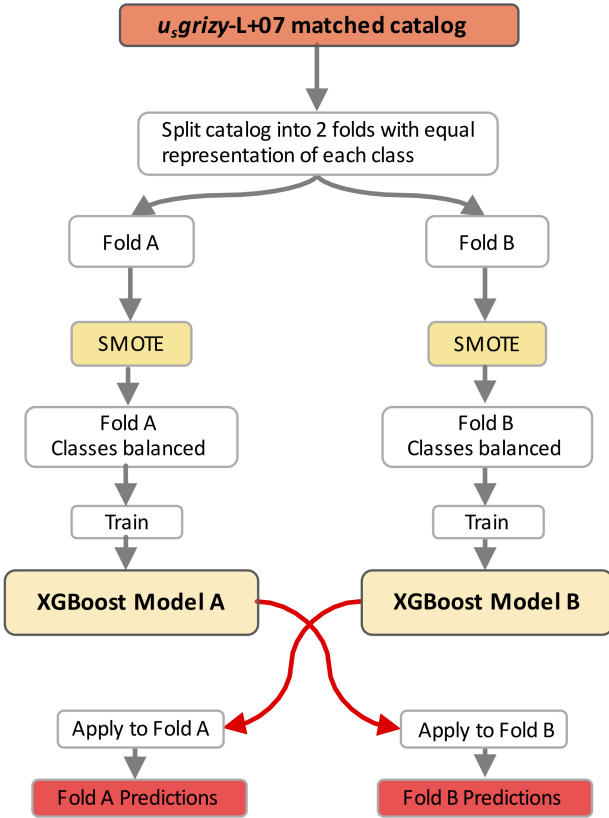 usgrizy-L+07 matched catalog
Split catalog into 2 folds with equal
representation of each class
Fold A
Fold B
SMOTE
SMOTE
Fold A
Classes balanced
Fold B
Classes balanced
Train
Train
XGBoost Model A
XGBoost Model B
Apply to Fold A
Apply to Fold B
Fold A Predictions
Fold B Predictions